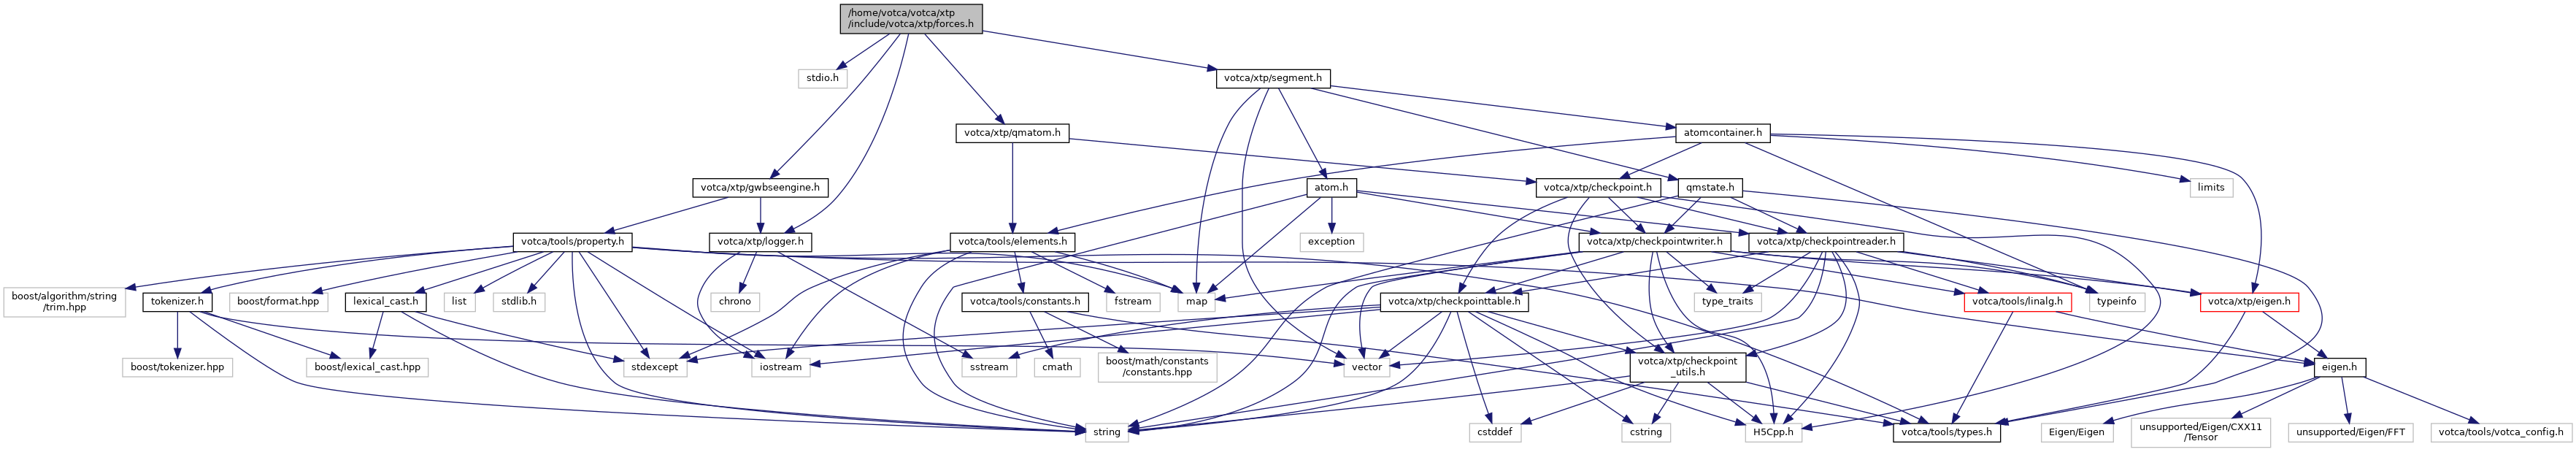 /home/votca/votca/xtp
/include/votca/xtp/forces.h
stdio.h
votca/xtp/segment.h
votca/xtp/qmatom.h
atomcontainer.h
votca/xtp/gwbseengine.h
atom.h
votca/xtp/checkpoint.h
qmstate.h
limits
votca/tools/property.h
votca/xtp/logger.h
votca/tools/elements.h
exception
votca/xtp/checkpointwriter.h
votca/xtp/checkpointreader.h
boost/algorithm/string
/trim.hpp
tokenizer.h
boost/format.hpp
lexical_cast.h
list
stdlib.h
chrono
votca/tools/constants.h
fstream
map
votca/xtp/checkpointtable.h
type_traits
votca/tools/linalg.h
typeinfo
votca/xtp/eigen.h
boost/tokenizer.hpp
boost/lexical_cast.hpp
stdexcept
iostream
sstream
cmath
boost/math/constants
/constants.hpp
vector
votca/xtp/checkpoint
_utils.h
eigen.h
string
cstddef
cstring
H5Cpp.h
votca/tools/types.h
Eigen/Eigen
unsupported/Eigen/CXX11
/Tensor
unsupported/Eigen/FFT
votca/tools/votca_config.h